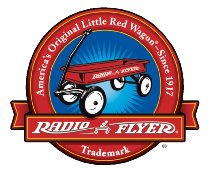 America's Original Little Red Wagon® Since 1917
RADIO FLYER
RADIO FLYER®
Trademark